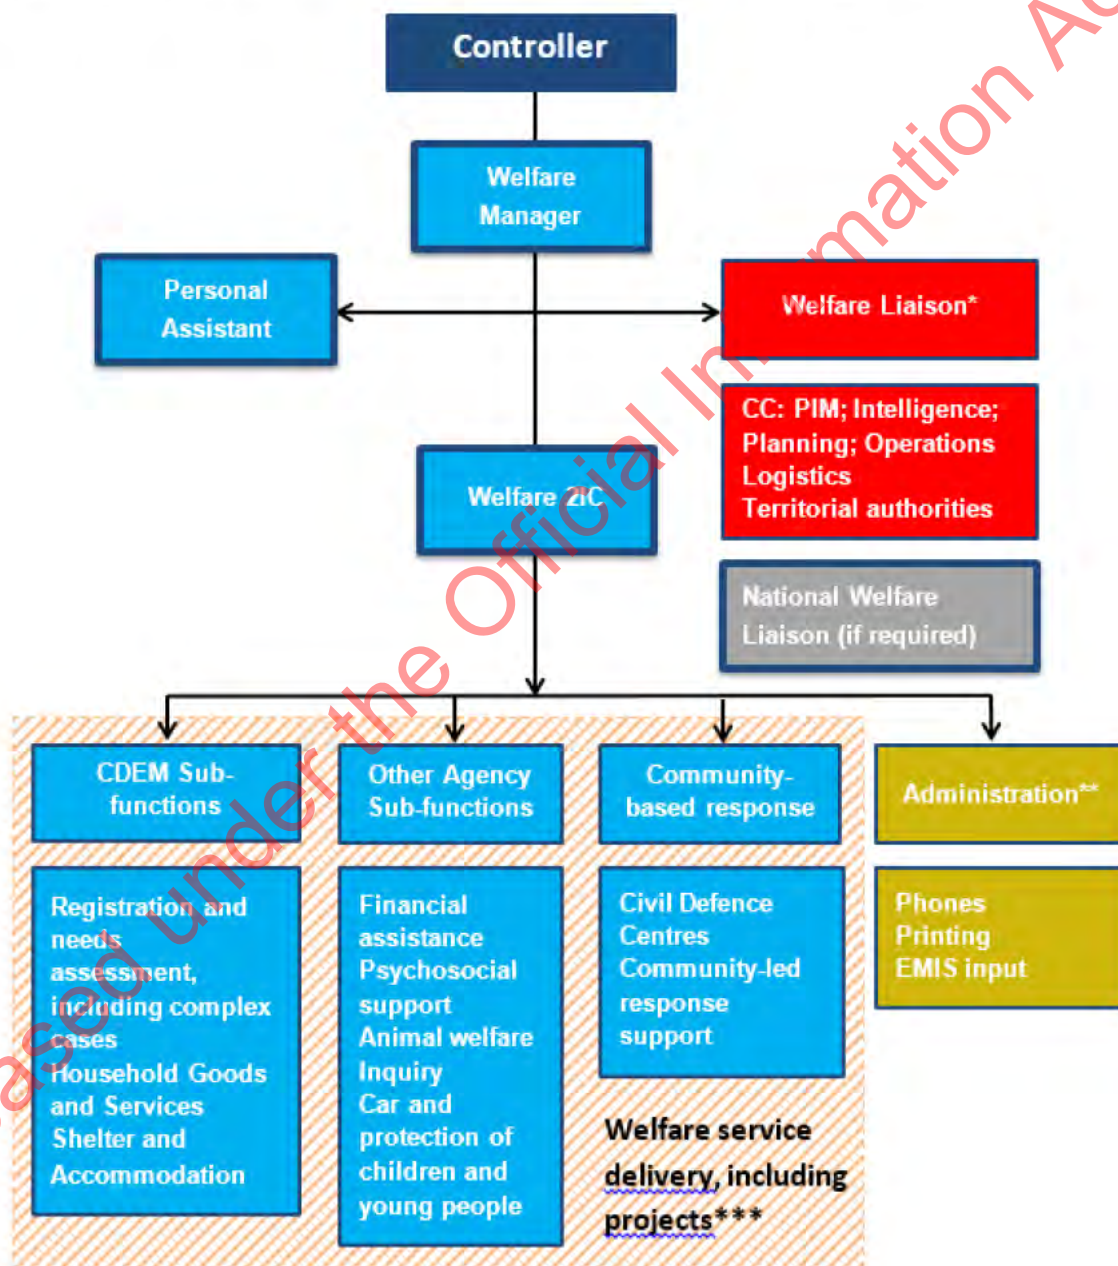 Controller
Welfare
Manager
Personal
Assistant
Welfare Liaison*
CC: PIM; Intelligence;
Planning; Operations
Logistics
Territorial authorities
Welfare 2IC
National Welfare
Liaison (if required)
CDEM Sub-
functions
Other Agency
Sub-functions
Community-
based response
Administration**
Registration and
needs
assessment,
including complex
cases
Household Goods
and Services
Shelter and
Accommodation
Financial
assistance
Psychosocial
support
Animal welfare
Inquiry
Car and
protection of
children and
young people
Civil Defence
Centres
Community-led
response
support
Phones
Printing
EMIS input
Welfare service
delivery, including
projects***
ased under the Official Information Ac